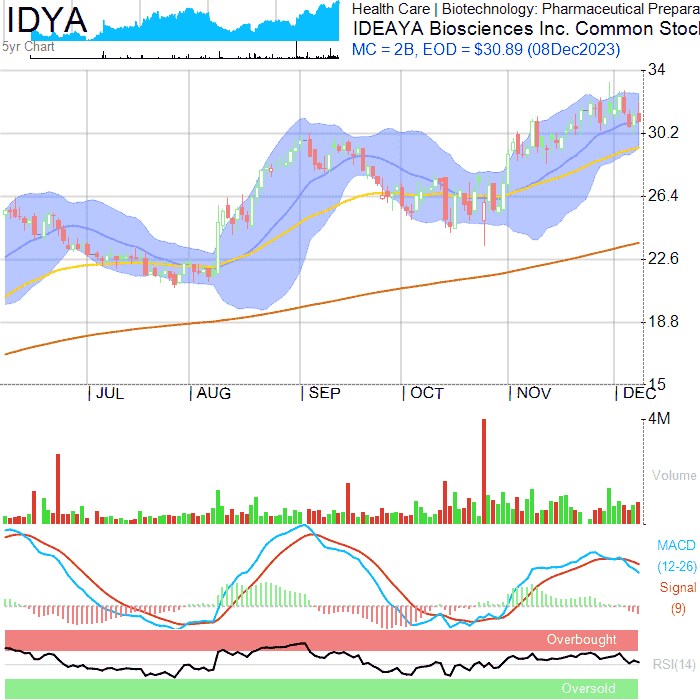 IDYA
5yr Chart
Health Care | Biotechnology: Pharmaceutical Prepara
IDEAYA Biosciences Inc. Common Stoc
MC = 2B, EOD = $30.89 (08Dec2023)
34
30.2
26.4
22.6
18.8
15
JUL AUG SEP OCT NOV DEC
4M
Volume
MACD
(12-26)
Signal
(9)
Overbought
RSI(14)
Oversold